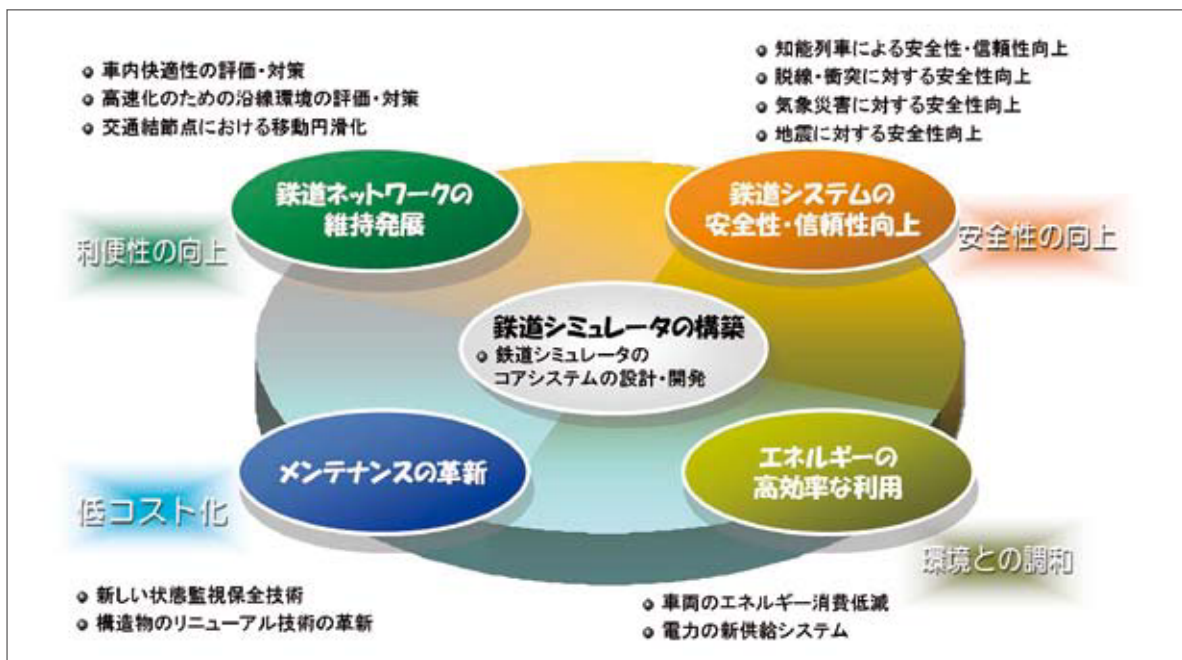 車内快適性の評価・対策
高速化のための沿線環境の評価・対策
交通結節点における移動円滑化
知能列車による安全性・信頼性向上
脱線・衝突に対する安全性向上
気象災害に対する安全性向上
地震に対する安全性向上
鉄道ネットワークの
維持発展
鉄道システムの
安全性・信頼性向上
利便性の向上
安全性の向上
鉄道シミュレータの構築
鉄道シミュレータの
コアシステムの設計・開発
メンテナンスの革新
エネルギーの
高効率な利用
低コスト化
環境との調和
新しい状態監視保全技術
構造物のリニューアル技術の革新
車両のエネルギー消費低減
電力の新供給システム